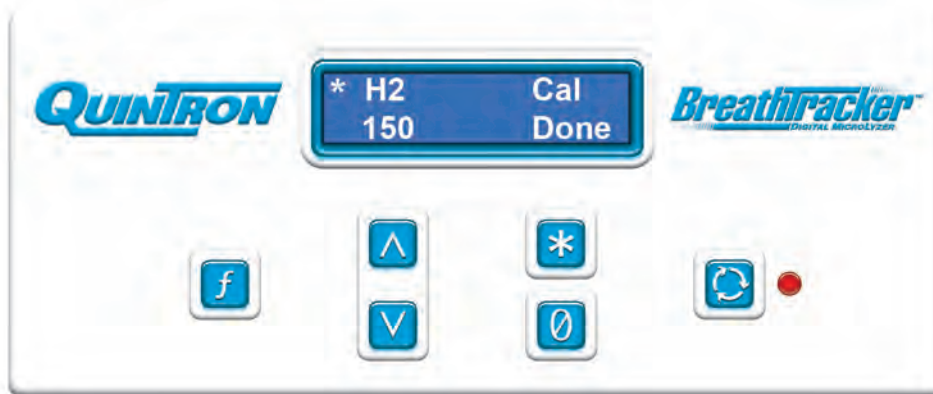 QUINTRON
* H2 Cal
150 Done
BreathTracker™
DIGITAL MICROLYZER
f
∧
*
∨
0